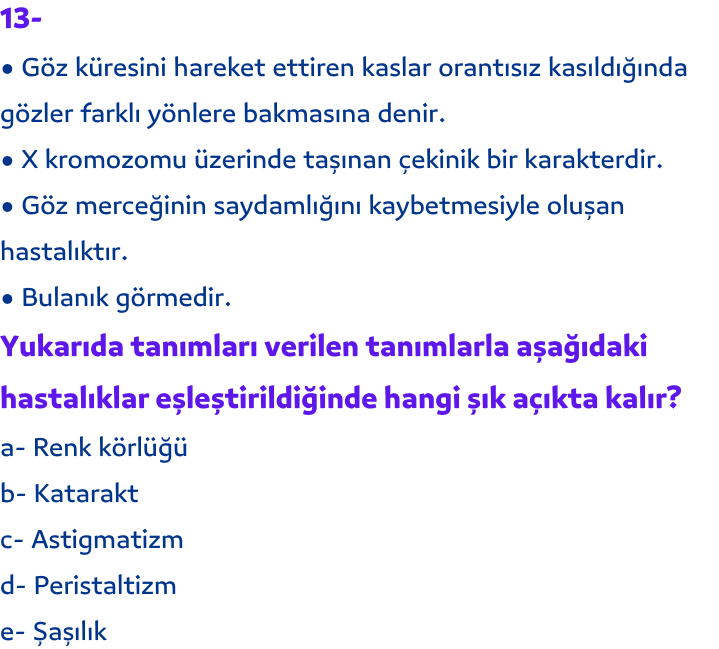 13-
● Göz küresini hareket ettiren kaslar orantısız kasıldığında
gözler farklı yönlere bakmasına denir.
● X kromozomu üzerinde taşınan çekinik bir karakterdir.
● Göz merceğinin saydamlığını kaybetmesiyle oluşan
hastalıktır.
● Bulanık görmedir.
Yukarıda tanımları verilen tanımlarla aşağıdaki
hastalıklar eşleştirildiğinde hangi şık açıkta kalır?
a- Renk körlüğü
b- Katarakt
c- Astigmatizm
d- Peristaltizm
e- Şaşılık